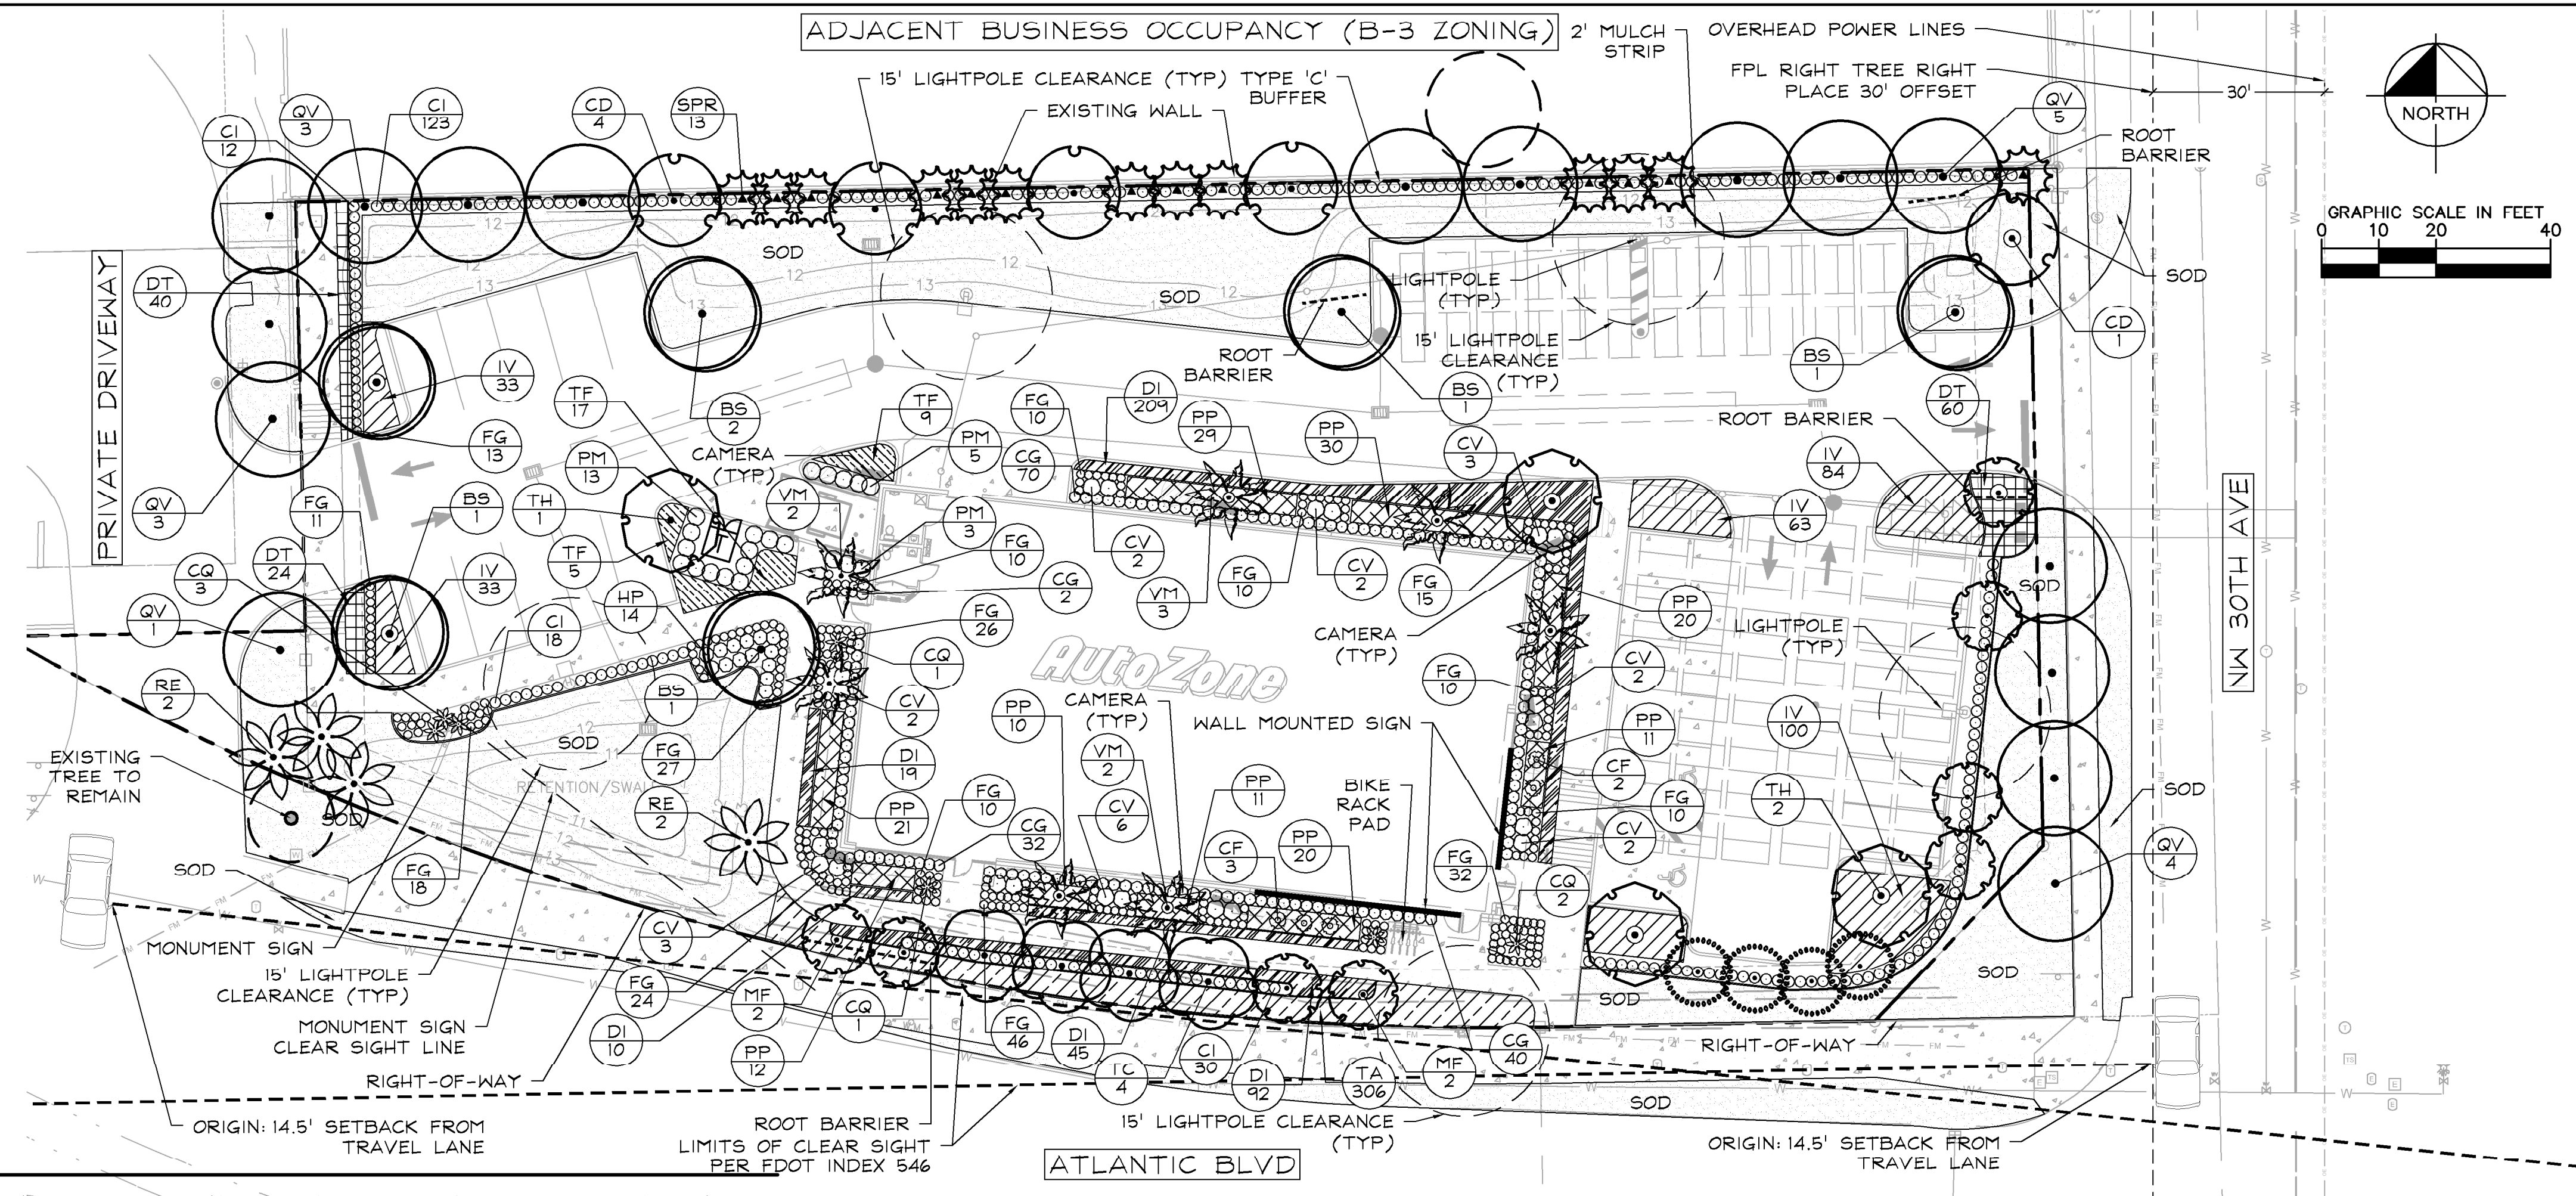 ADJACENT BUSINESS OCCUPANCY (B-3 ZONING)
2' MULCH
STRIP
OVERHEAD POWER LINES
FPL RIGHT TREE RIGHT
PLACE 30' OFFSET
30'
NORTH
GRAPHIC SCALE IN FEET
0 10 20 40
15' LIGHTPOLE CLEARANCE (TYP)
TYPE 'C'
BUFFER
EXISTING WALL
CI
12
QV
3
CI
123
CD
4
SPR
13
QV
5
ROOT
BARRIER
SOD
SOD
SOD
12
12
12
12
12
12
13
13
13
13
PRIVATE DRIVEWAY
DT
40
LIGHTPOLE
(TYP)
15' LIGHTPOLE
CLEARANCE
(TYP)
ROOT
BARRIER
CD
1
BS
1
BS
1
BS
2
IV
33
TF
17
TF
9
FG
10
DI
209
PP
29
PP
30
CV
3
DT
60
ROOT BARRIER
FG
13
PM
13
CAMERA
(TYP)
PM
5
CG
70
VM
2
IV
84
QV
3
FG
11
BS
1
TH
1
PM
3
FG
10
CV
2
CV
2
IV
63
NW 30TH AVE
CQ
3
DT
24
IV
33
TF
5
HP
14
CG
2
VM
3
FG
10
FG
15
PP
20
SOD
QV
1
CI
18
FG
26
CAMERA
(TYP)
LIGHTPOLE
(TYP)
CQ
1
AutoZone
FG
10
CV
2
RE
2
BS
1
CV
2
PP
10
CAMERA
(TYP)
WALL MOUNTED SIGN
PP
11
IV
100
EXISTING
TREE TO
REMAIN
SOD
12
11
FG
27
DI
19
VM
2
CF
2
RETENTION/SWALE
RE
2
PP
21
FG
10
PP
11
BIKE
RACK
PAD
FG
10
TH
2
SOD
SOD
CG
32
CV
6
CF
3
PP
20
CV
2
QV
4
SOD
FG
18
FG
32
CQ
2
MONUMENT SIGN
CV
3
15' LIGHTPOLE
CLEARANCE (TYP)
FG
24
MF
2
CQ
1
SOD
SOD
MONUMENT SIGN
CLEAR SIGHT LINE
DI
10
PP
12
FG
46
DI
45
CI
30
CG
40
RIGHT-OF-WAY
RIGHT-OF-WAY
TC
4
DI
92
TA
306
MF
2
SOD
ORIGIN: 14.5' SETBACK FROM
TRAVEL LANE
ROOT BARRIER
LIMITS OF CLEAR SIGHT
PER FDOT INDEX 546
15' LIGHTPOLE CLEARANCE
(TYP)
ORIGIN: 14.5' SETBACK FROM
TRAVEL LANE
ATLANTIC BLVD